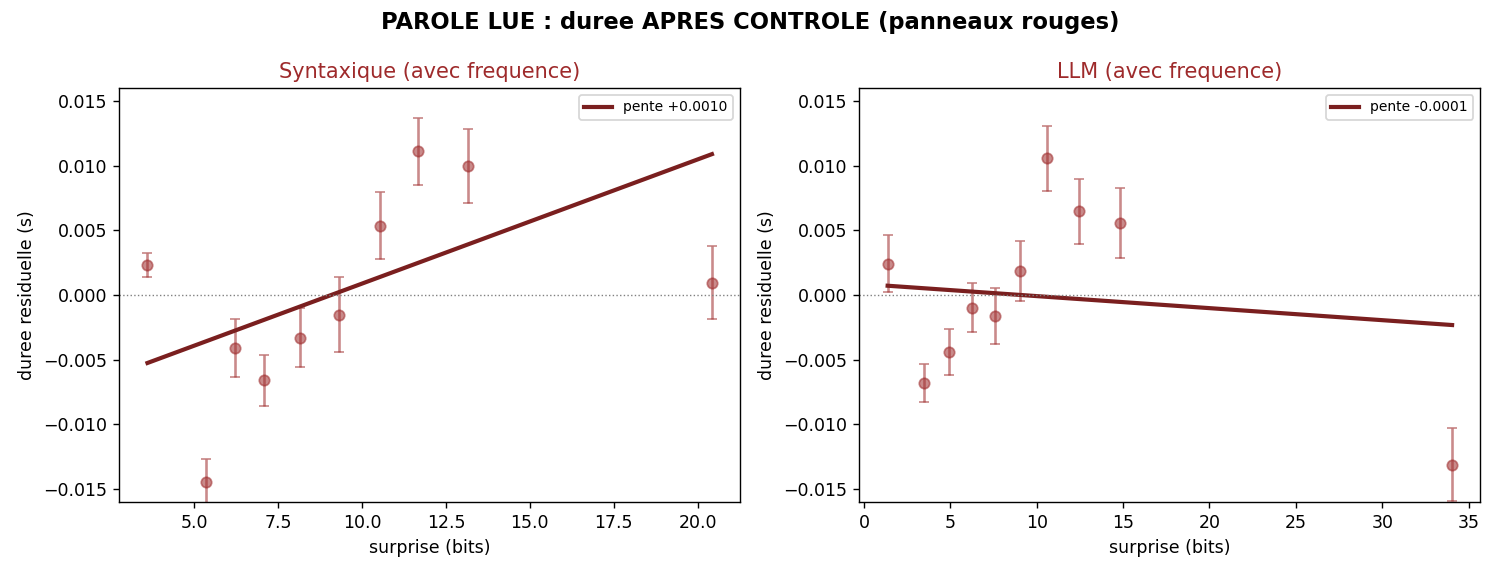 PAROLE LUE : duree APRES CONTROLE (panneaux rouges)
Syntaxique (avec frequence)
pente +0.0010
duree residuelle (s)
0.015
0.010
0.005
0.000
−0.005
−0.010
−0.015
5.0 7.5 10.0 12.5 15.0 17.5 20.0
surprise (bits)
LLM (avec frequence)
pente -0.0001
duree residuelle (s)
0.015
0.010
0.005
0.000
−0.005
−0.010
−0.015
0 5 10 15 20 25 30 35
surprise (bits)